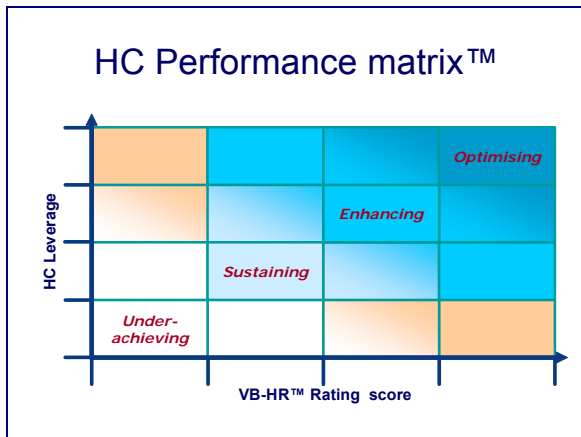 HC Performance matrix™
HC Leverage
Optimising
Enhancing
Sustaining
Under-
achieving
VB-HR™ Rating score